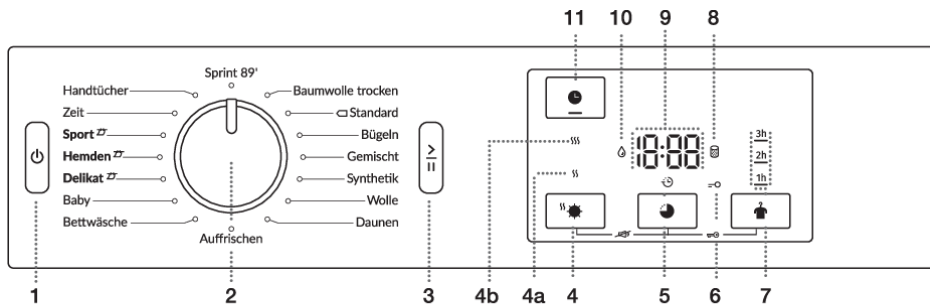 11 10 9 8
Sprint 89'
Handtücher
Zeit
Sport
Hemden
Delikat
Baby
Bettwäsche
Baumwolle trocken
Standard
Bügeln
Gemischt
Synthetik
Wolle
Daunen
Auffrischen
18:88
3h
2h
1h
1 2 3 4b 4a 4 5 6 7